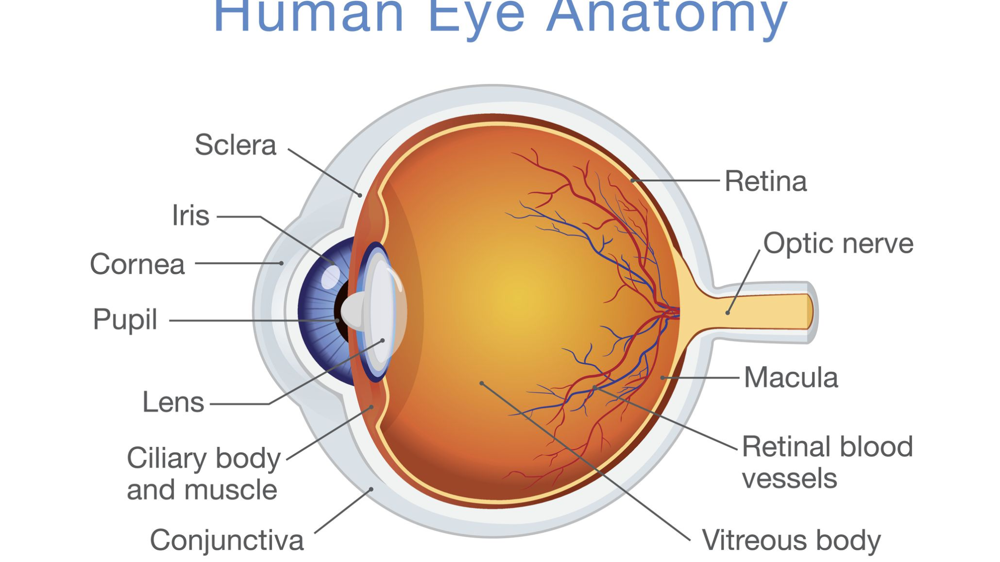 Human Eye Anatomy
Sclera
Iris
Cornea
Pupil
Lens
Ciliary body
and muscle
Conjunctiva
Retina
Optic nerve
Macula
Retinal blood
vessels
Vitreous body